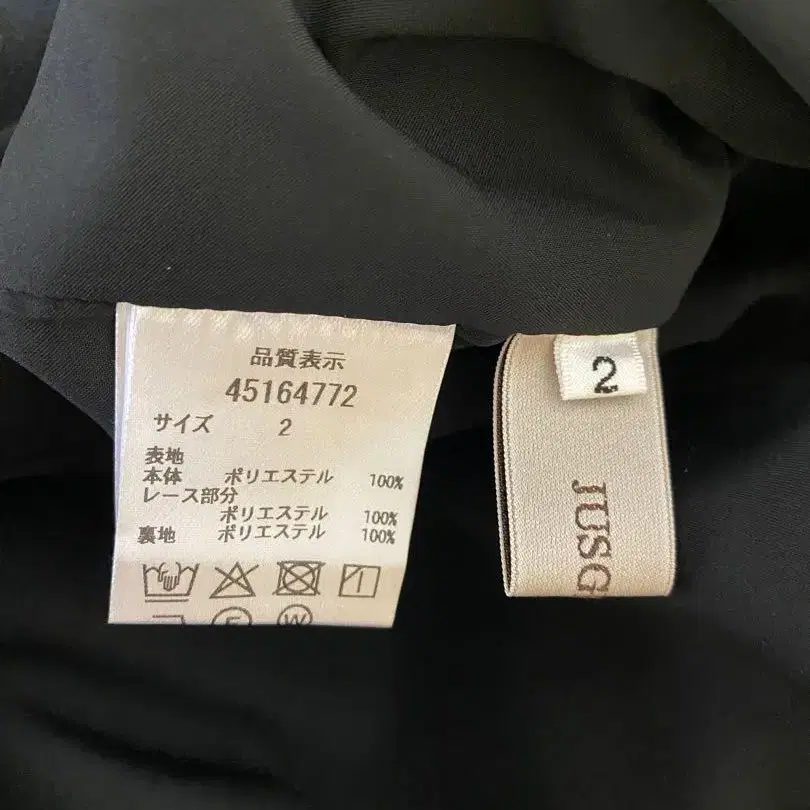 品質表示
45164772
サイズ 2
表地
本体 ポリエステル 100%
レース部分
ポリエステル 100%
裏地 ポリエステル 100%
W
2
JUSG